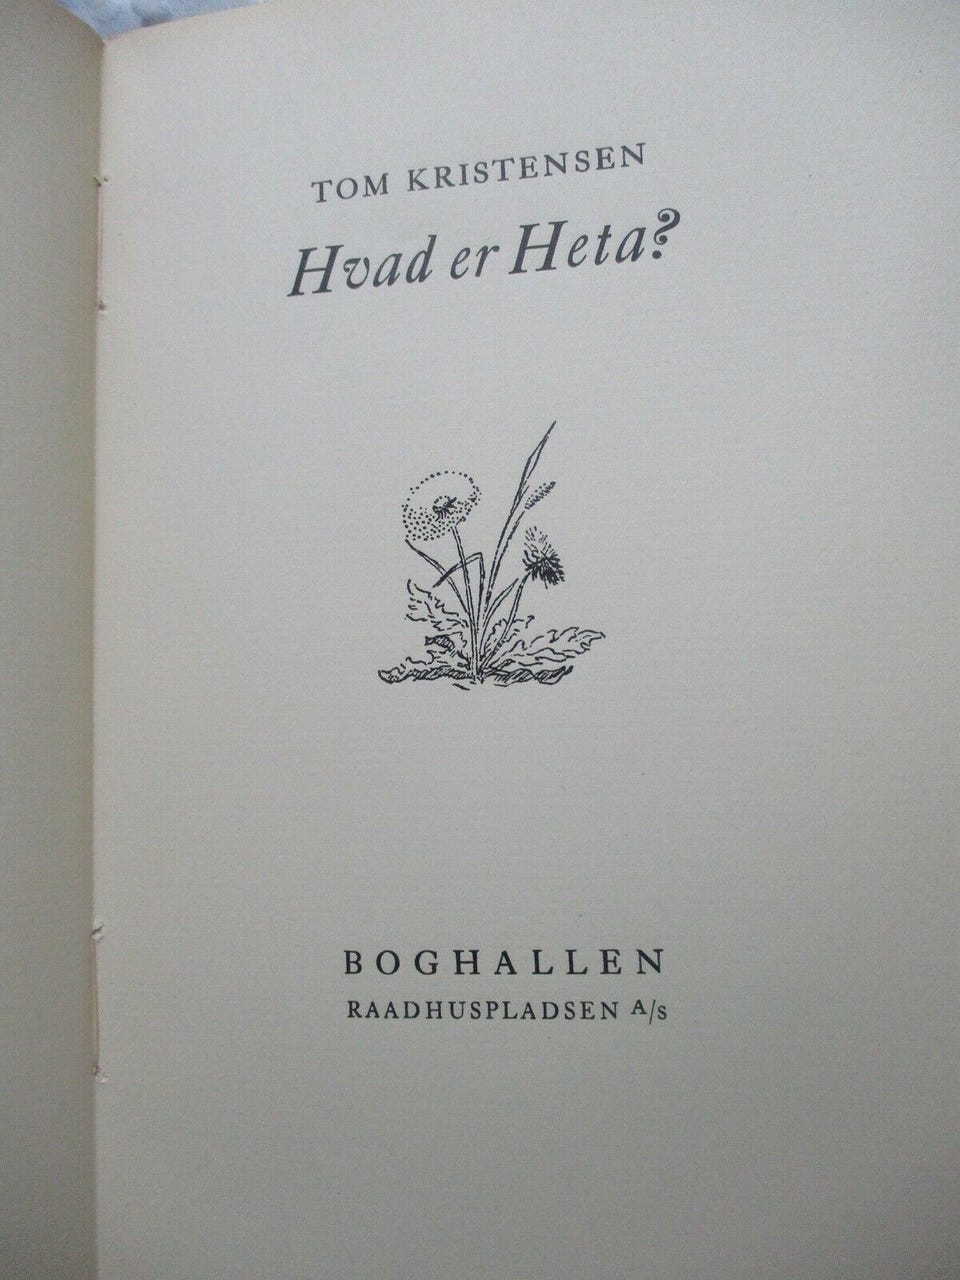 TOM KRISTENSEN
Hvad er Heta?
BOGHALLEN
RAADHUSPLADSEN A/S